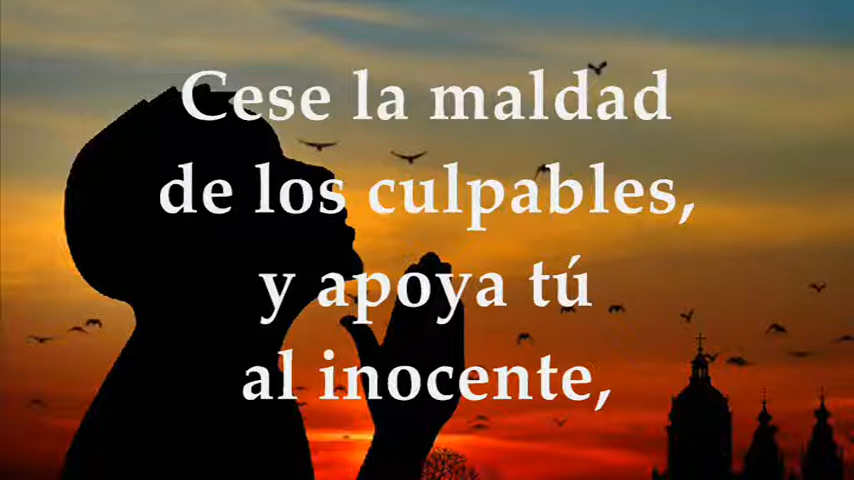 Cese la maldad
de los culpables,
y apoya tú
al inocente,